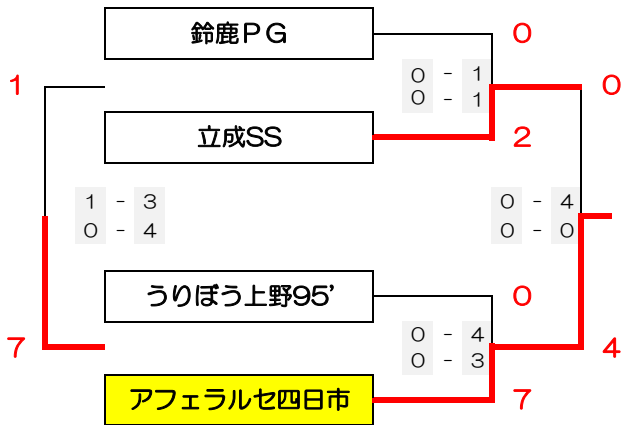 鈴鹿ＰＧ
0
0 - 1
0 - 1
1
0
立成SS
2
1 - 3
0 - 4
0 - 4
0 - 0
うりぼう上野95’
0
0 - 4
0 - 3
7
4
アフェラルセ四日市
7